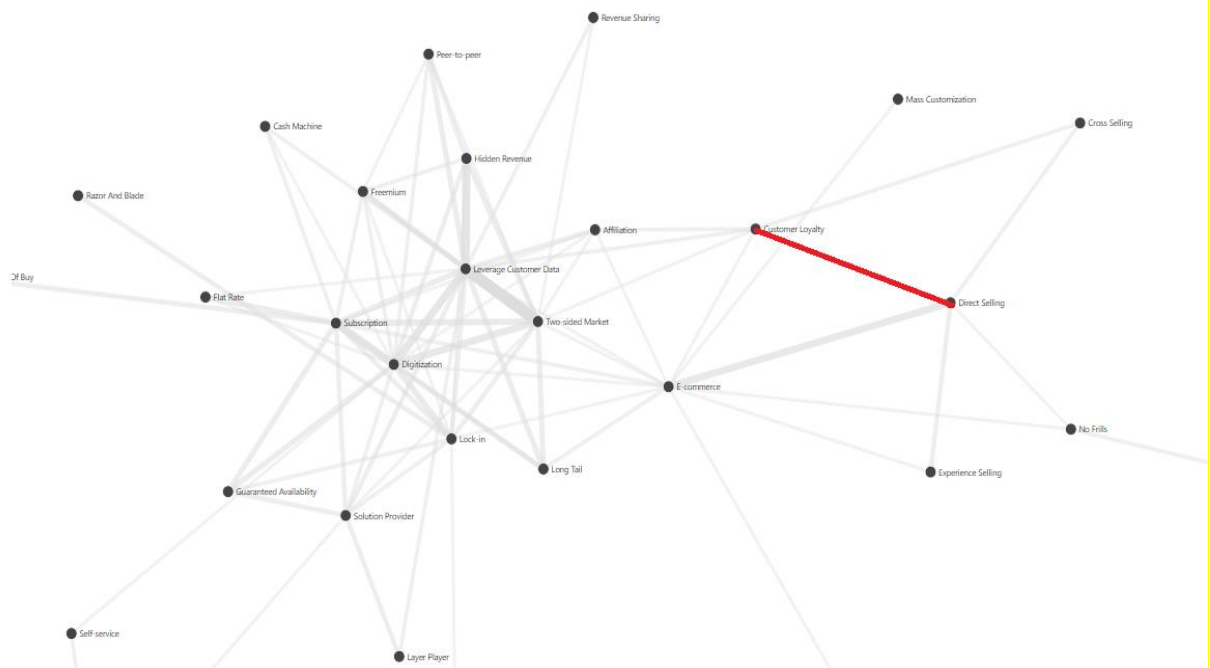 Revenue Sharing
Peer-to-peer
Mass Customization
Cross Selling
Cash Machine
Hidden Revenue
Freemium
Razor And Blade
Affiliation
Customer Loyalty
Leverage Customer Data
Of Buy
Flat Rate
Direct Selling
Subscription
Two-sided Market
Digitization
E-commerce
No Frills
Lock-in
Long Tail
Experience Selling
Guaranteed Availability
Solution Provider
Self-service
Layer Player